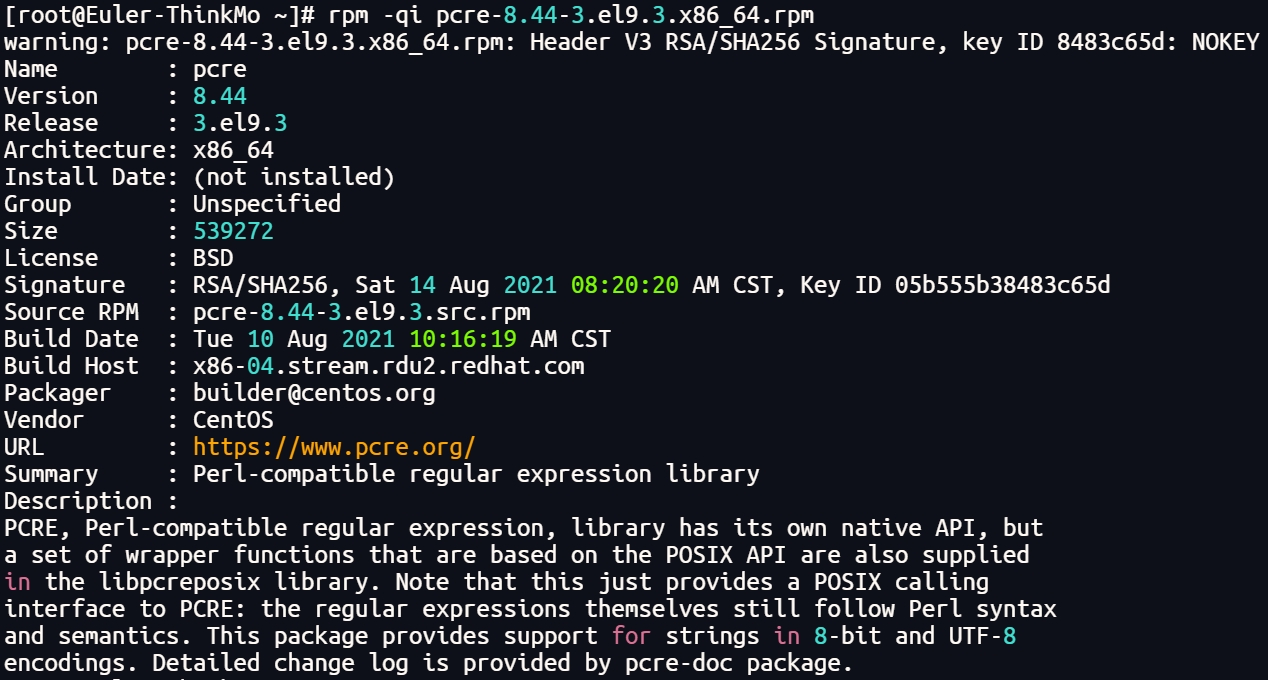 [root@Euler-ThinkMo ~]# rpm -qi pcre-8.44-3.el9.3.x86_64.rpm
warning: pcre-8.44-3.el9.3.x86_64.rpm: Header V3 RSA/SHA256 Signature, key ID 8483c65d: NOKEY
Name        : pcre
Version     : 8.44
Release     : 3.el9.3
Architecture: x86_64
Install Date: (not installed)
Group       : Unspecified
Size        : 539272
License     : BSD
Signature   : RSA/SHA256, Sat 14 Aug 2021 08:20:20 AM CST, Key ID 05b555b38483c65d
Source RPM  : pcre-8.44-3.el9.3.src.rpm
Build Date  : Tue 10 Aug 2021 10:16:19 AM CST
Build Host  : x86-04.stream.rdu2.redhat.com
Packager    : builder@centos.org
Vendor      : CentOS
URL         : https://www.pcre.org/
Summary     : Perl-compatible regular expression library
Description :
PCRE, Perl-compatible regular expression, library has its own native API, but
a set of wrapper functions that are based on the POSIX API are also supplied
in the libpcreposix library. Note that this just provides a POSIX calling
interface to PCRE: the regular expressions themselves still follow Perl syntax
and semantics. This package provides support for strings in 8-bit and UTF-8
encodings. Detailed change log is provided by pcre-doc package.